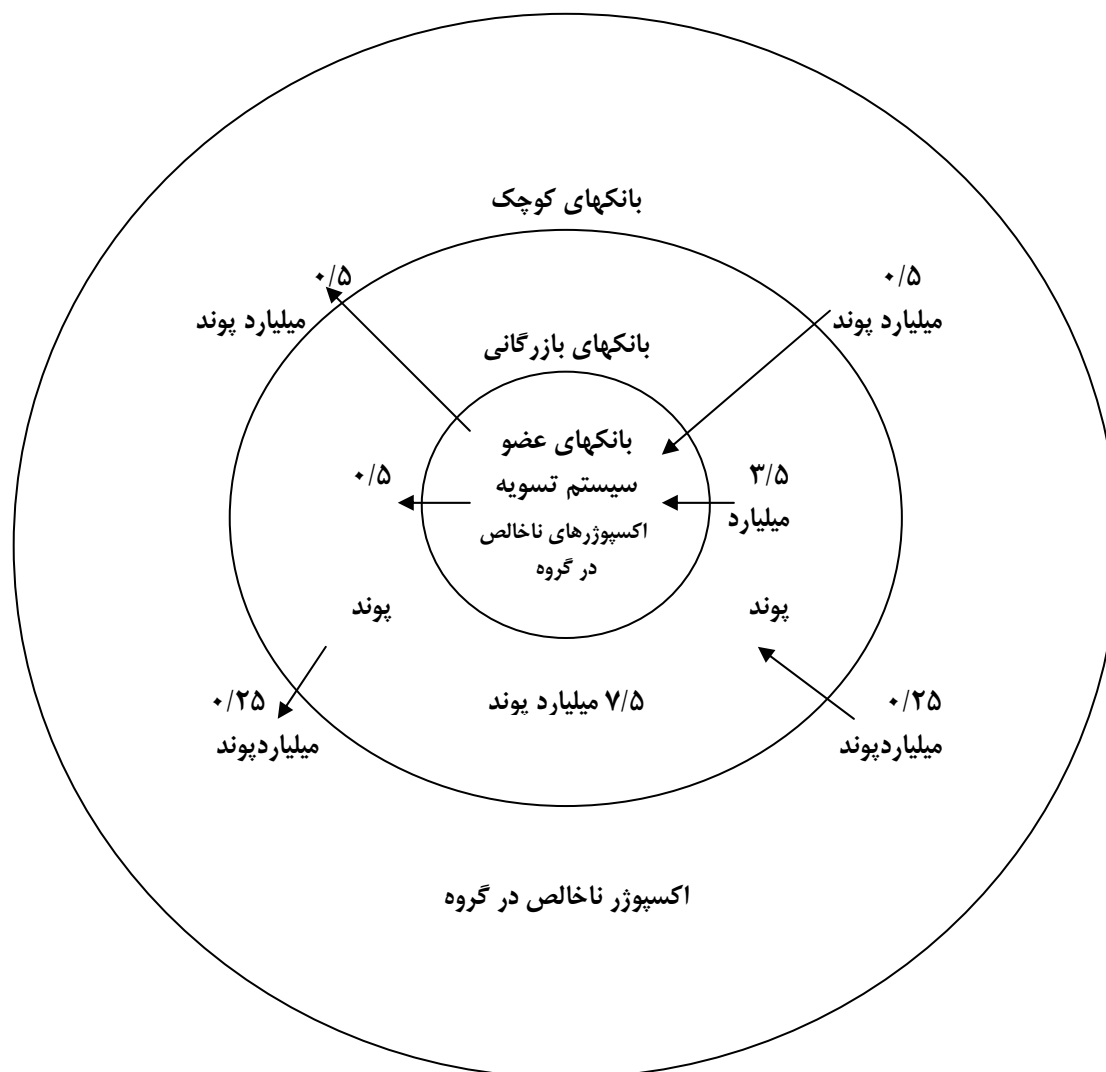 بانکهای کوچک
۰/۵
میلیارد پوند
۰/۵
میلیارد پوند
بانکهای بازرگانی
بانکهای عضو
سیستم تسویه
اکسپوژرهای ناخالص
در گروه
۳/۵
میلیارد
پوند
۰/۵
پوند
۰/۲۵
میلیاردپوند
۷/۵ میلیارد پوند
۰/۲۵
میلیاردپوند
اکسپوژر ناخالص در گروه